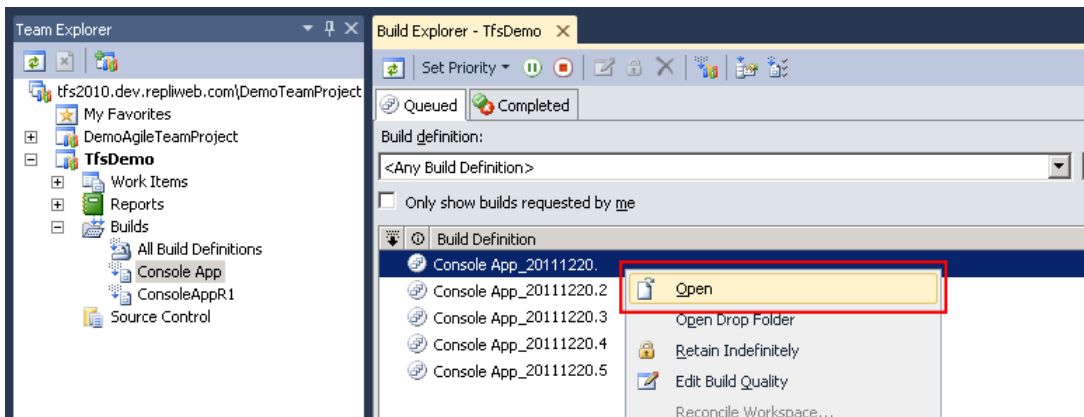 Team Explorer
tfs2010.dev.repliweb.com\DemoTeamProject
My Favorites
DemoAgileTeamProject
TfsDemo
Work Items
Reports
Builds
All Build Definitions
Console App
ConsoleAppR1
Source Control
Build Explorer - TfsDemo
Set Priority
Queued Completed
Build definition:
<Any Build Definition>
Only show builds requested by me
Build Definition
Console App_20111220.
Console App_20111220.2
Console App_20111220.3
Console App_20111220.4
Console App_20111220.5
Open
Open Drop Folder
Retain Indefinitely
Edit Build Quality
Reconcile Workspace...